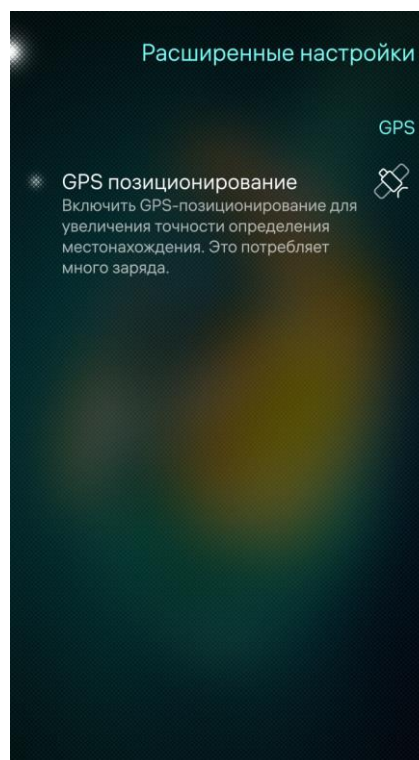 Расширенные настройки
GPS
GPS позиционирование
Включить GPS-позиционирование для
увеличения точности определения
местонахождения. Это потребляет
много заряда.